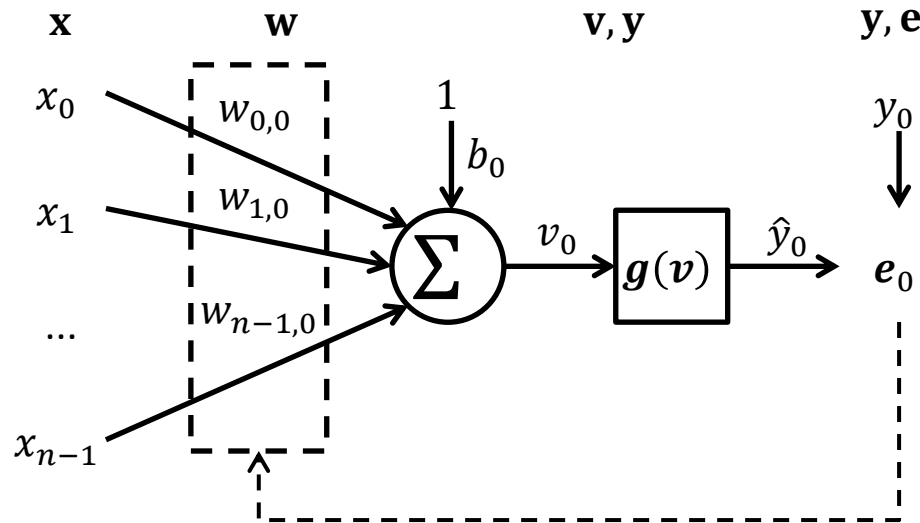 x w v, y y, e
x₀ w₀,₀ 1 y₀
b₀
x₁ w₁,₀ v₀ ŷ₀
Σ g(v) e₀
... wₙ₋₁,₀
xₙ₋₁